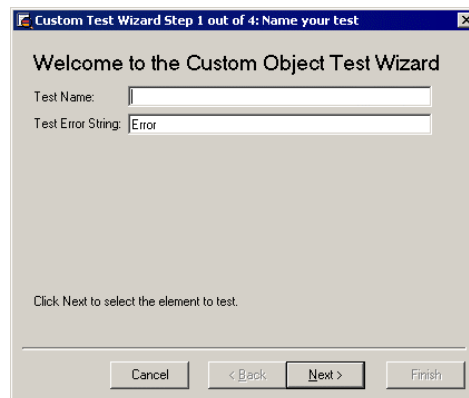 Custom Test Wizard Step 1 out of 4: Name your test
Welcome to the Custom Object Test Wizard
Test Name:
Test Error String: Error
Click Next to select the element to test.
Cancel < Back Next > Finish